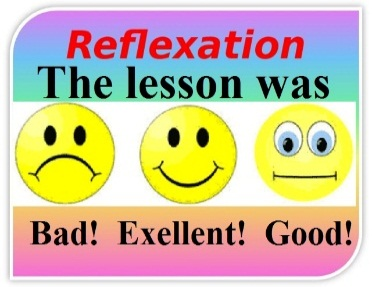 Reflexation
The lesson was
Bad! Exellent! Good!